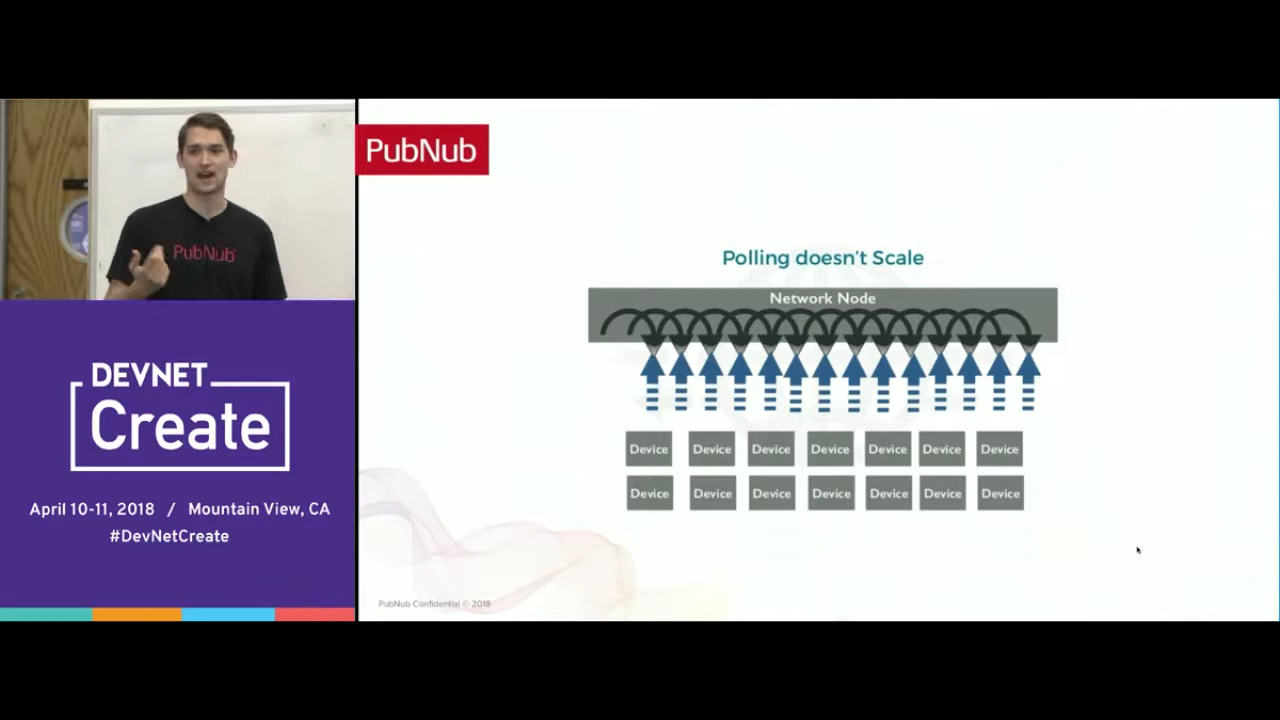 PubNub
DEVNET
Create
April 10-11, 2018 / Mountain View, CA
#DevNetCreate
PubNub
Polling doesn't Scale
Network Node
Device Device Device Device Device Device Device
Device Device Device Device Device Device Device
PubNub Confidential © 2018